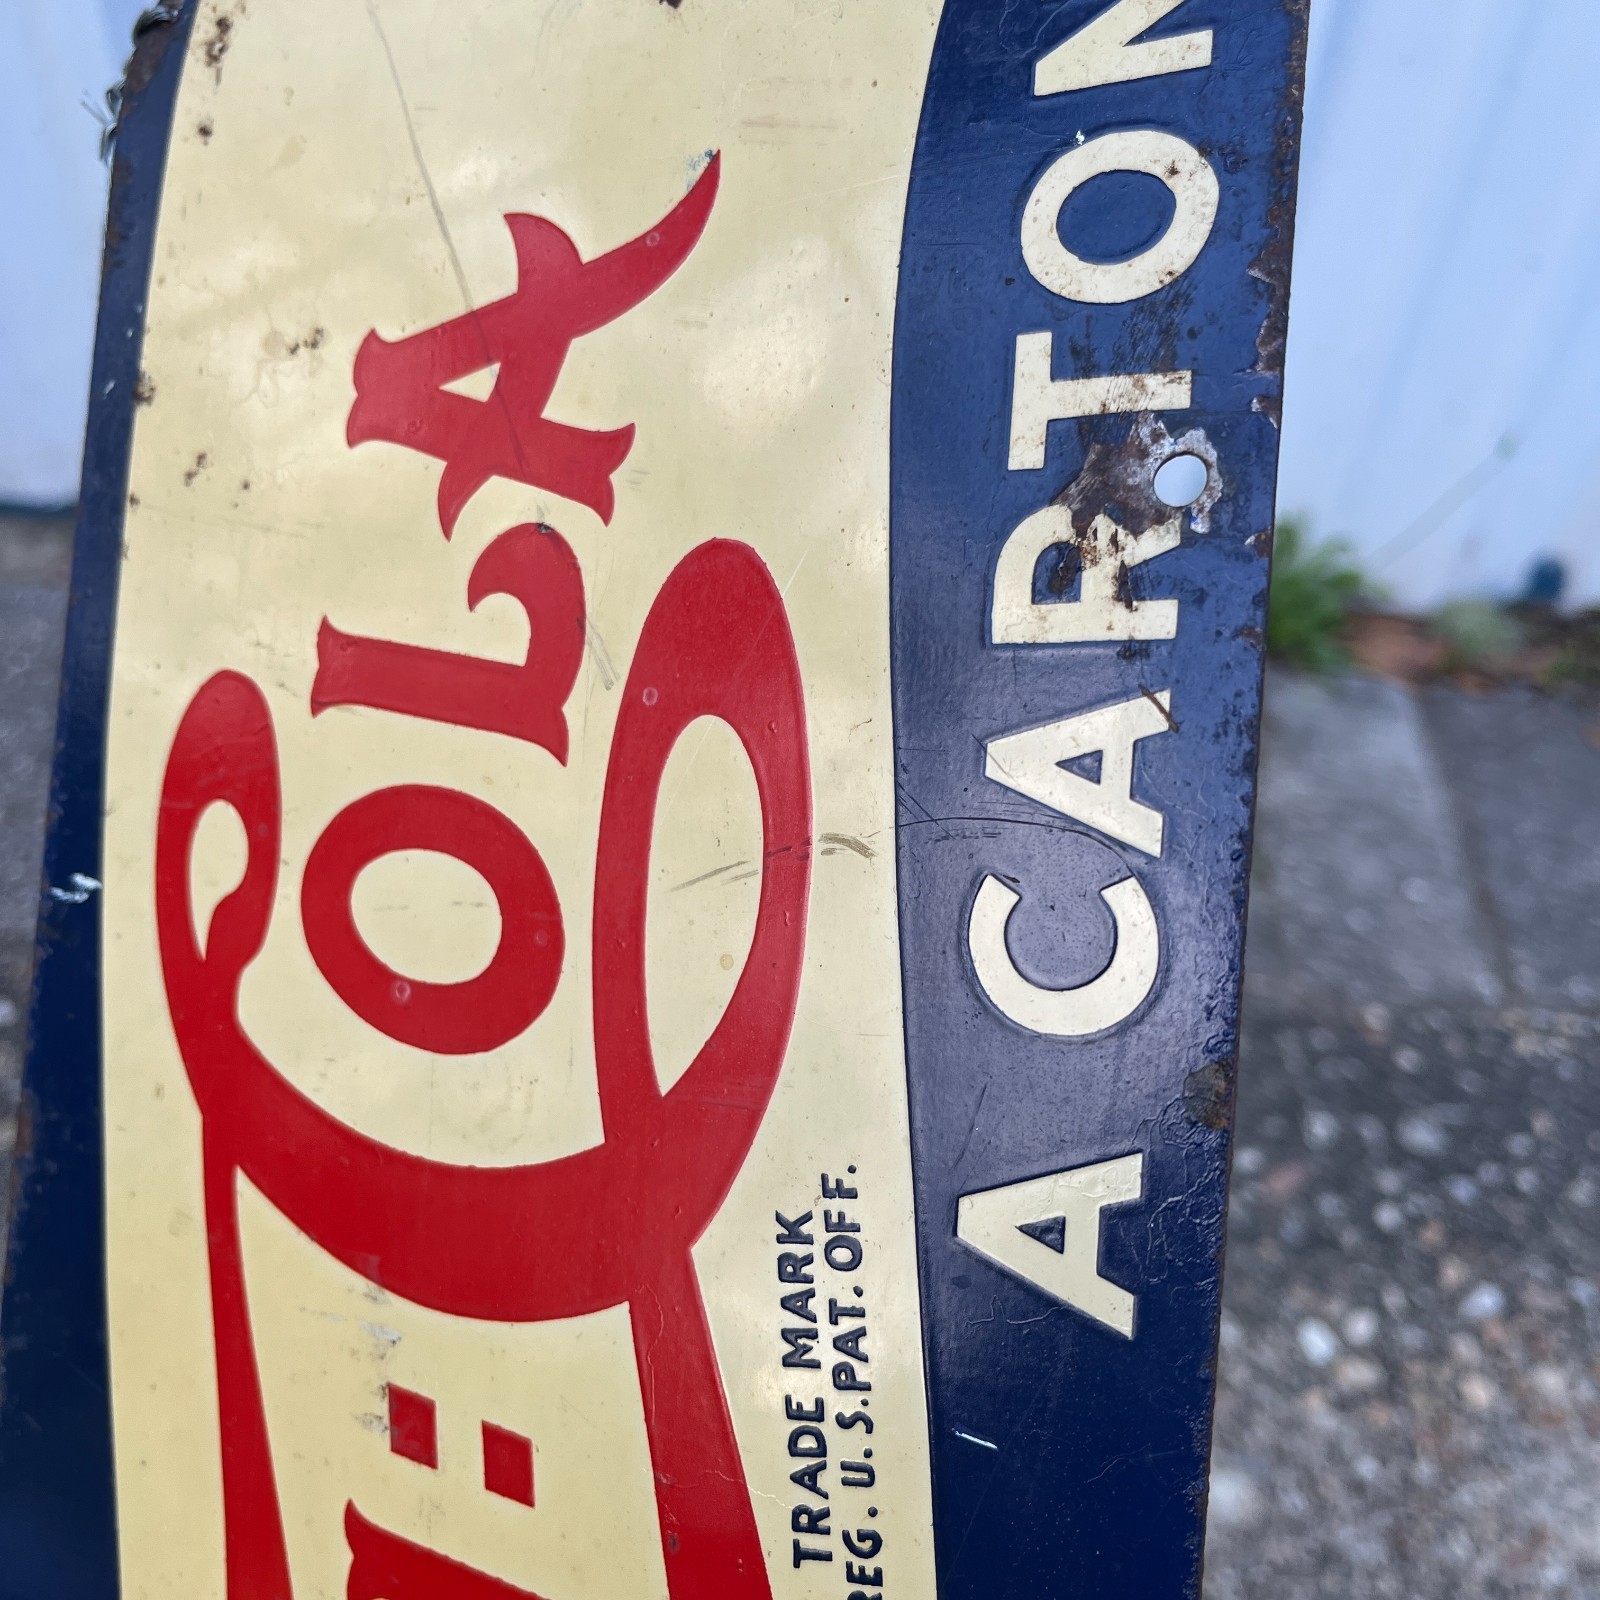 : COLA
TRADE MARK
REG. U.S. PAT. OFF.
A CARTON